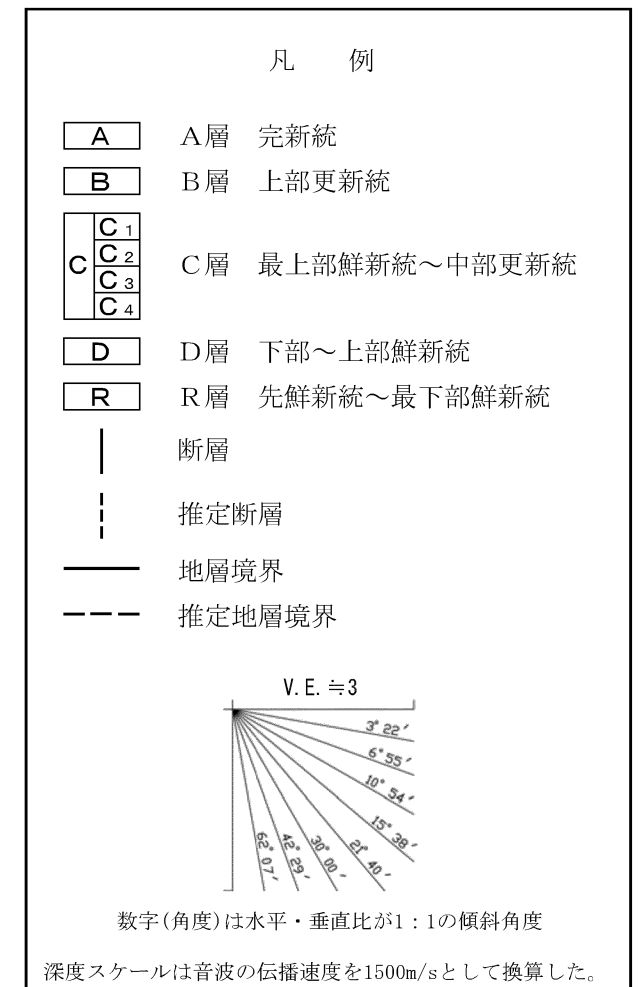 凡　例
A　A層　完新統
B　B層　上部更新統
C　C₁　C₂　C₃　C₄　C層　最上部鮮新統～中部更新統
D　D層　下部～上部鮮新統
R　R層　先鮮新統～最下部鮮新統
断層
推定断層
地層境界
推定地層境界
V.E.≒3
3°22′
6°55′
10°54′
15°38′
21°40′
30°00′
42°29′
62°07′
数字(角度)は水平・垂直比が1：1の傾斜角度
深度スケールは音波の伝播速度を1500m/sとして換算した。